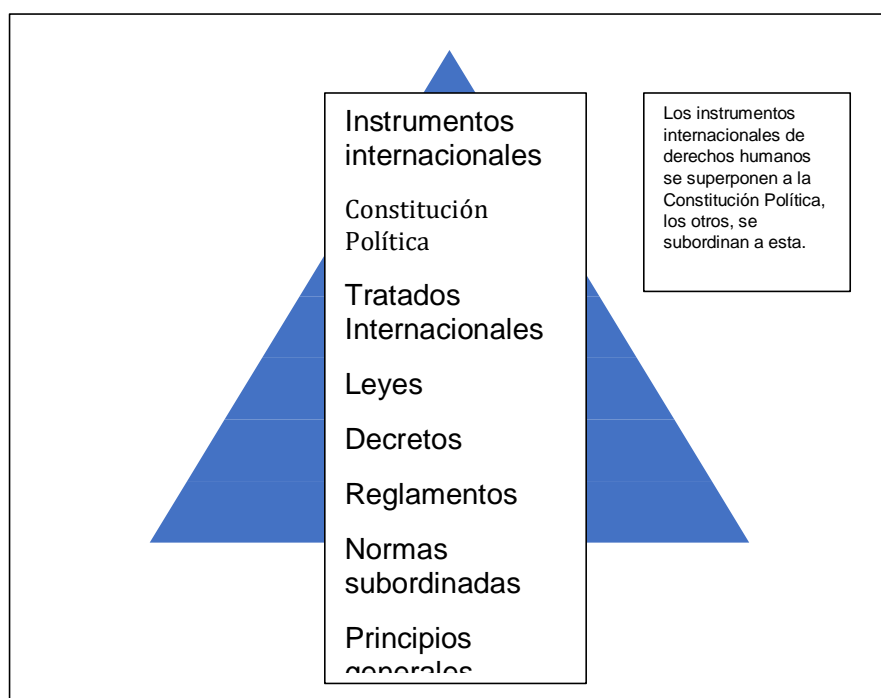 Instrumentos
internacionales
Constitución
Política
Tratados
Internacionales
Leyes
Decretos
Reglamentos
Normas
subordinadas
Principios
generales
Los instrumentos
internacionales de
derechos humanos
se superponen a la
Constitución Política,
los otros, se
subordinan a esta.